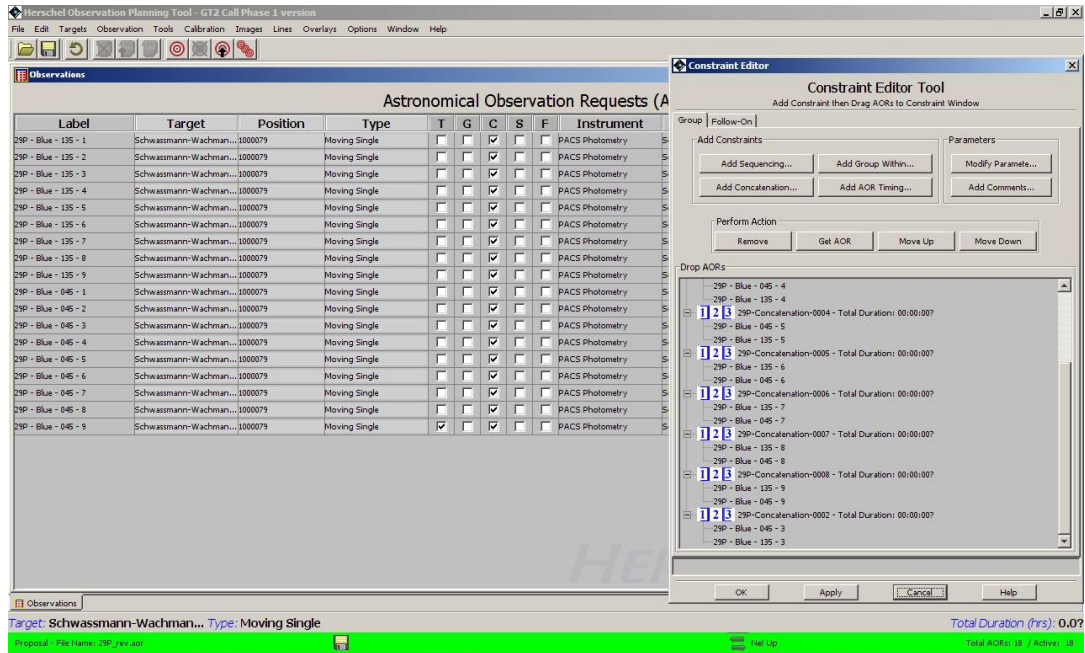 Herschel Observation Planning Tool - GT2 Call Phase 1 version
File Edit Targets Observation Tools Calibration Images Lines Overlays Options Window Help
Observations
Astronomical Observation Requests (A
Label Target Position Type T G C S F Instrument
29P - Blue - 135 - 1 Schwassmann-Wachman... 1000079 Moving Single PACS Photometry
29P - Blue - 135 - 2 Schwassmann-Wachman... 1000079 Moving Single PACS Photometry
29P - Blue - 135 - 3 Schwassmann-Wachman... 1000079 Moving Single PACS Photometry
29P - Blue - 135 - 4 Schwassmann-Wachman... 1000079 Moving Single PACS Photometry
29P - Blue - 135 - 5 Schwassmann-Wachman... 1000079 Moving Single PACS Photometry
29P - Blue - 135 - 6 Schwassmann-Wachman... 1000079 Moving Single PACS Photometry
29P - Blue - 135 - 7 Schwassmann-Wachman... 1000079 Moving Single PACS Photometry
29P - Blue - 135 - 8 Schwassmann-Wachman... 1000079 Moving Single PACS Photometry
29P - Blue - 135 - 9 Schwassmann-Wachman... 1000079 Moving Single PACS Photometry
29P - Blue - 045 - 1 Schwassmann-Wachman... 1000079 Moving Single PACS Photometry
29P - Blue - 045 - 2 Schwassmann-Wachman... 1000079 Moving Single PACS Photometry
29P - Blue - 045 - 3 Schwassmann-Wachman... 1000079 Moving Single PACS Photometry
29P - Blue - 045 - 4 Schwassmann-Wachman... 1000079 Moving Single PACS Photometry
29P - Blue - 045 - 5 Schwassmann-Wachman... 1000079 Moving Single PACS Photometry
29P - Blue - 045 - 6 Schwassmann-Wachman... 1000079 Moving Single PACS Photometry
29P - Blue - 045 - 7 Schwassmann-Wachman... 1000079 Moving Single PACS Photometry
29P - Blue - 045 - 8 Schwassmann-Wachman... 1000079 Moving Single PACS Photometry
29P - Blue - 045 - 9 Schwassmann-Wachman... 1000079 Moving Single PACS Photometry
HER
Observations
Constraint Editor
Constraint Editor Tool
Add Constraint then Drag AORs to Constraint Window
Group Follow-On
Add Constraints Parameters
Add Sequencing... Add Group Within... Modify Paramete...
Add Concatenation... Add AOR Timing... Add Comments...
Perform Action
Remove Get AOR Move Up Move Down
Drop AORs
29P - Blue - 045 - 4
29P - Blue - 135 - 4
1 2 3 29P-Concatenation-0004 - Total Duration: 00:00:00?
29P - Blue - 045 - 5
29P - Blue - 135 - 5
1 2 3 29P-Concatenation-0005 - Total Duration: 00:00:00?
29P - Blue - 135 - 6
29P - Blue - 045 - 6
1 2 3 29P-Concatenation-0006 - Total Duration: 00:00:00?
29P - Blue - 135 - 7
29P - Blue - 045 - 7
1 2 3 29P-Concatenation-0007 - Total Duration: 00:00:00?
29P - Blue - 135 - 8
29P - Blue - 045 - 8
1 2 3 29P-Concatenation-0008 - Total Duration: 00:00:00?
29P - Blue - 135 - 9
29P - Blue - 045 - 9
1 2 3 29P-Concatenation-0002 - Total Duration: 00:00:00?
29P - Blue - 045 - 3
29P - Blue - 135 - 3
OK Apply Cancel Help
Target: Schwassmann-Wachman... Type: Moving Single Total Duration (hrs): 0.0?
Proposal - File Name: 29P_rev.aor Net Up Total AORs: 18 / Active: 18